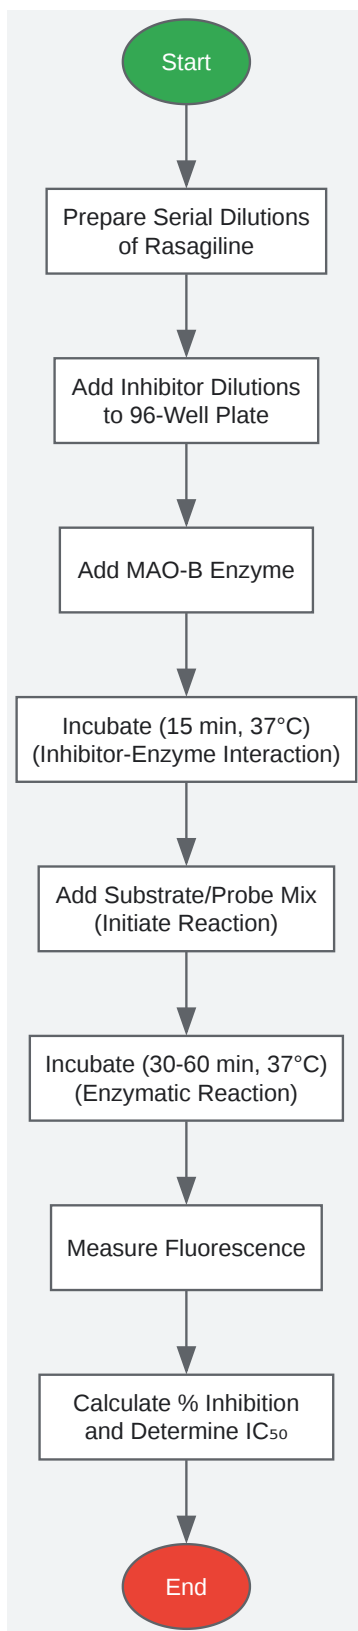 Start
Prepare Serial Dilutions
of Rasagiline
Add Inhibitor Dilutions
to 96-Well Plate
Add MAO-B Enzyme
Incubate (15 min, 37°C)
(Inhibitor-Enzyme Interaction)
Add Substrate/Probe Mix
(Initiate Reaction)
Incubate (30-60 min, 37°C)
(Enzymatic Reaction)
Measure Fluorescence
Calculate % Inhibition
and Determine IC₅₀
End